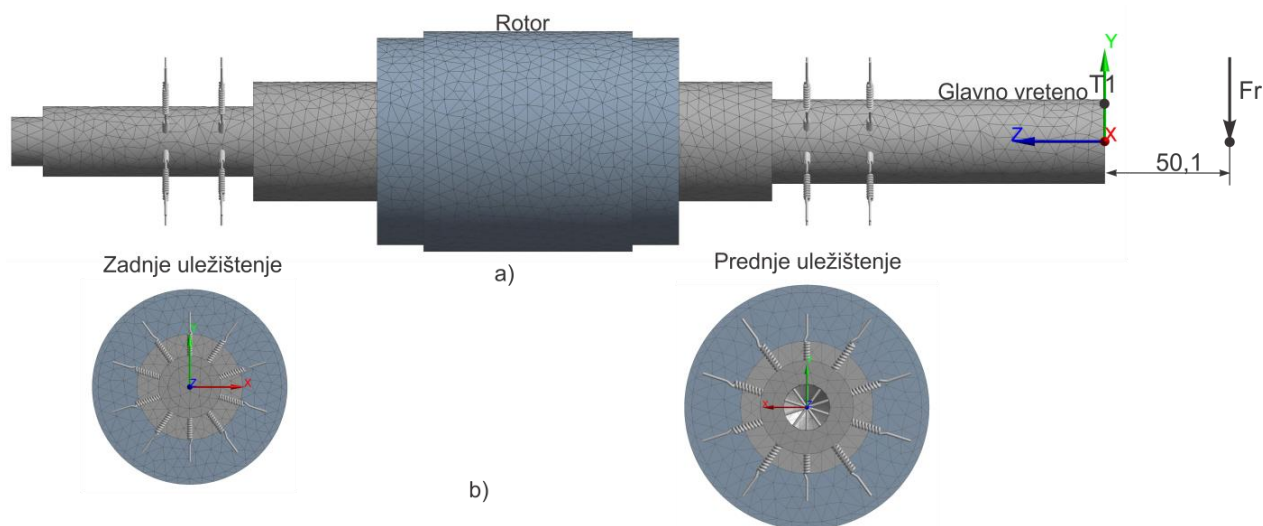 Rotor
Y
Glavno vreteno
T1
Fr
Z
X
50,1
Zadnje uležištenje
a)
Prednje uležištenje
Y
Z
X
b)
Y
X
Z